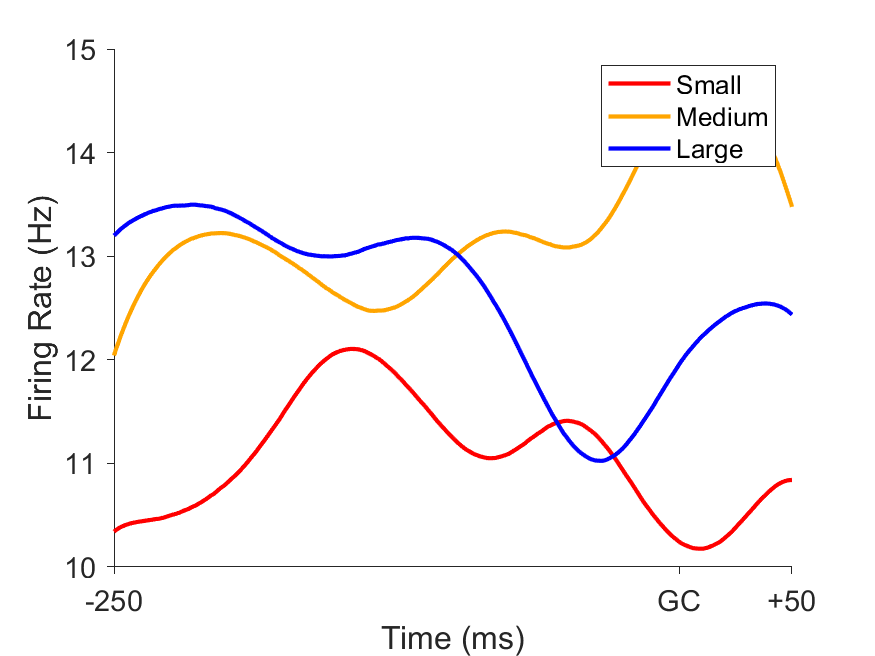 15
14
13
12
11
10
Firing Rate (Hz)
Small
Medium
Large
-250
GC
+50
Time (ms)